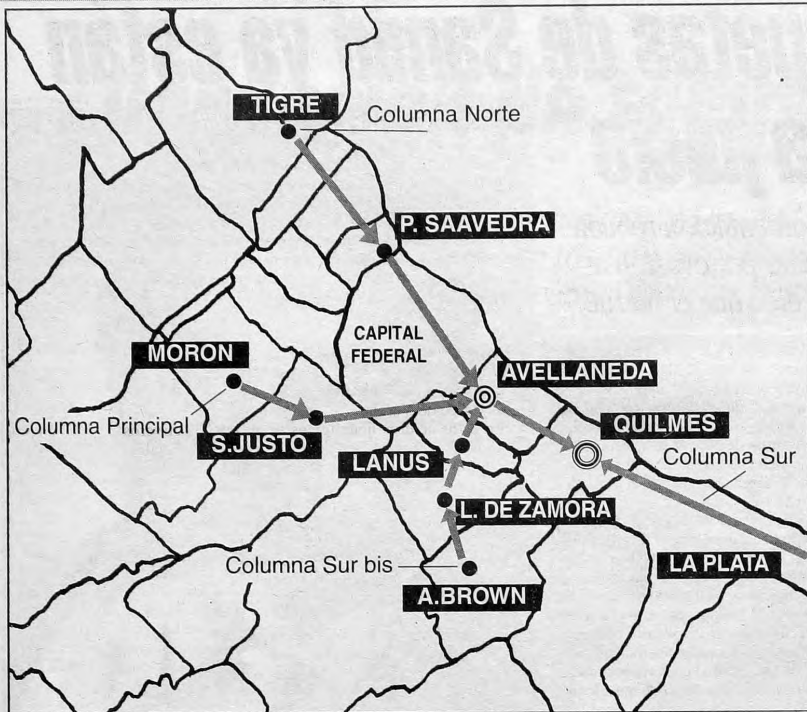 TIGRE
Columna Norte
P. SAAVEDRA
CAPITAL
FEDERAL
MORON
AVELLANEDA
Columna Principal
QUILMES
S.JUSTO
LANUS
Columna Sur
L. DE ZAMORA
Columna Sur bis
LA PLATA
A.BROWN